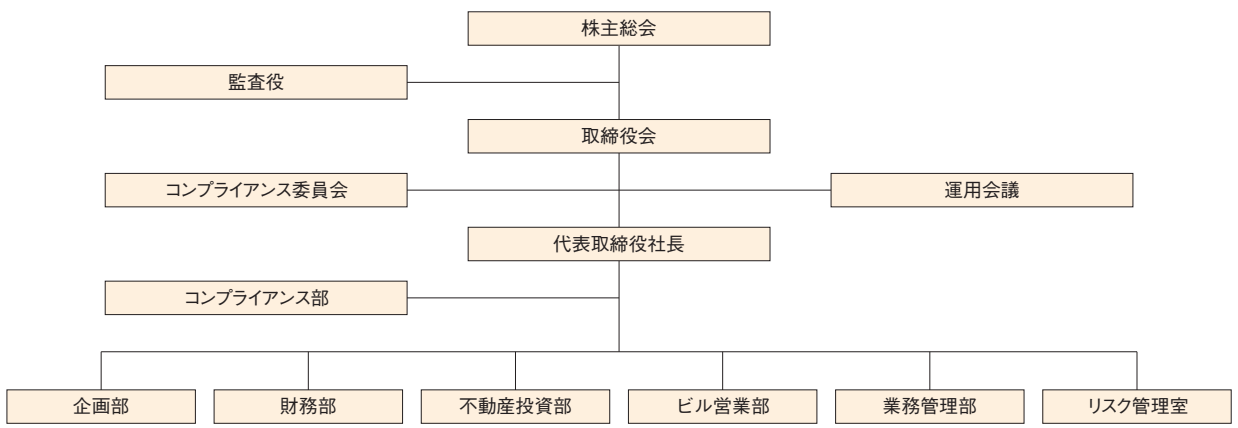 株主総会
監査役
取締役会
コンプライアンス委員会
運用会議
代表取締役社長
コンプライアンス部
企画部
財務部
不動産投資部
ビル営業部
業務管理部
リスク管理室